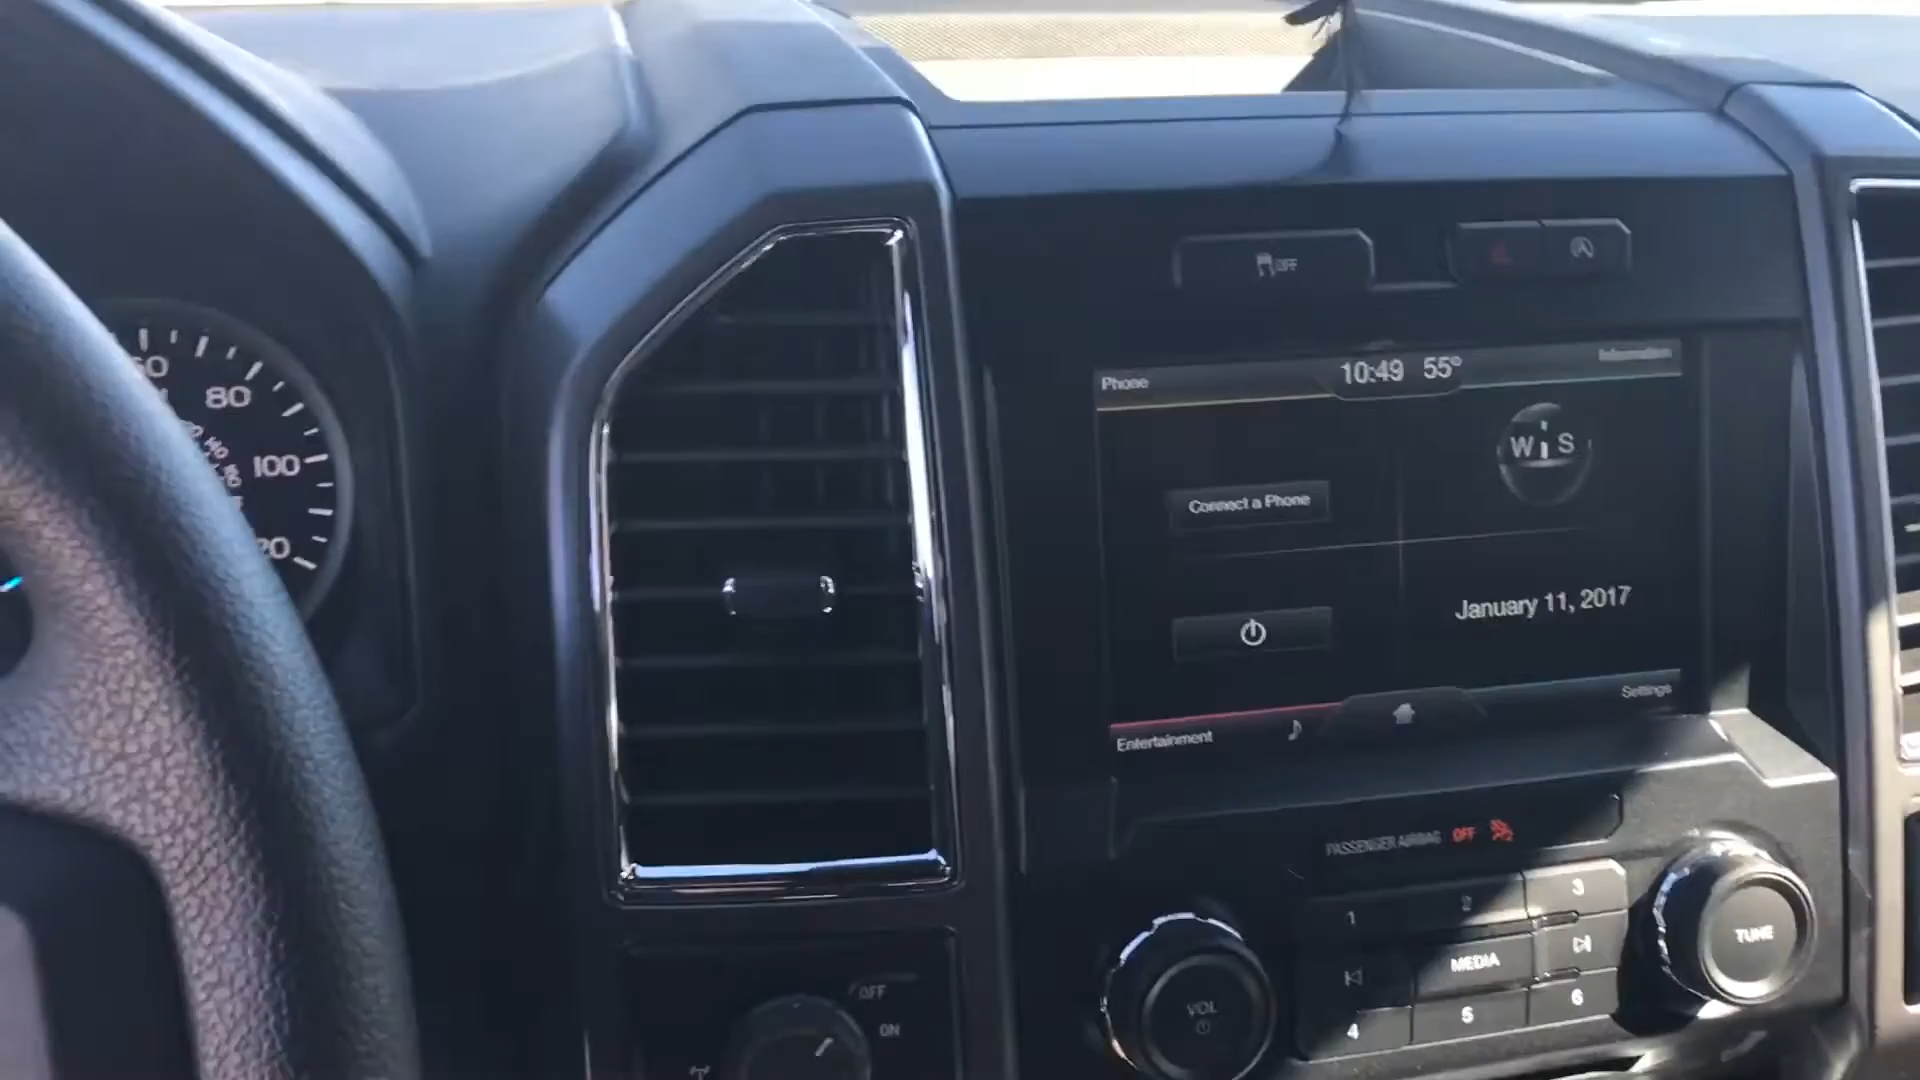 OFF
Phone
10:49 55°
Information
W S
Connect a Phone
January 11, 2017
Settings
Entertainment
60
80
100
PASSENGER AIRBAG OFF
1
2
3
MEDIA
4
5
6
VOL
TUNE
OFF
ON